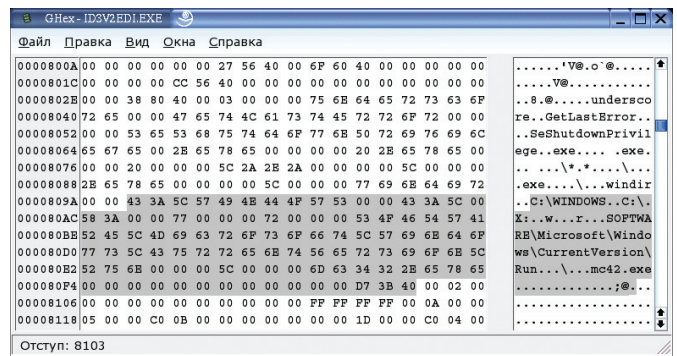 GHex - ID3V2EDI.EXE
Файл Правка Вид Окна Справка
0000800A 00 00 00 00 00 00 27 56 40 00 6F 60 40 00 00 00 00 00 ......'V@.o`@.....
0000801C 00 00 00 00 CC 56 40 00 00 00 00 00 00 00 00 00 00 00 .....V@...........
0000802E 00 00 38 80 40 00 03 00 00 00 75 6E 64 65 72 73 63 6F ..8.@.....undersco
00008040 72 65 00 00 47 65 74 4C 61 73 74 45 72 72 6F 72 00 00 re..GetLastError..
00008052 00 00 53 65 53 68 75 74 64 6F 77 6E 50 72 69 76 69 6C ..SeShutdownPrivil
00008064 65 67 65 00 2E 65 78 65 00 00 00 00 20 2E 65 78 65 00 ege..exe.... .exe.
00008076 00 00 20 00 00 00 5C 2A 2E 2A 00 00 00 00 5C 00 00 00 .. ...\*.*....\...
00008088 2E 65 78 65 00 00 00 00 5C 00 00 00 77 69 6E 64 69 72 .exe....\...windir
0000809A 00 00 43 3A 5C 57 49 4E 44 4F 57 53 00 00 43 3A 5C 00 ..C:\WINDOWS..C:\.
000080AC 58 3A 00 00 77 00 00 00 72 00 00 00 53 4F 46 54 57 41 X:..w...r...SOFTWA
000080BE 52 45 5C 4D 69 63 72 6F 73 6F 66 74 5C 57 69 6E 64 6F RE\Microsoft\Windo
000080D0 77 73 5C 43 75 72 72 65 6E 74 56 65 72 73 69 6F 6E 5C ws\CurrentVersion\
000080E2 52 75 6E 00 00 00 5C 00 00 00 6D 63 34 32 2E 65 78 65 Run...\...mc42.exe
000080F4 00 00 00 00 00 00 00 00 00 00 00 00 D7 3B 40 00 02 00 .............;@...
00008106 00 00 00 00 00 00 00 00 00 00 FF FF FF FF 00 0A 00 00 ..................
00008118 05 00 00 C0 0B 00 00 00 00 00 00 00 1D 00 00 C0 04 00 ..................
Отступ: 8103